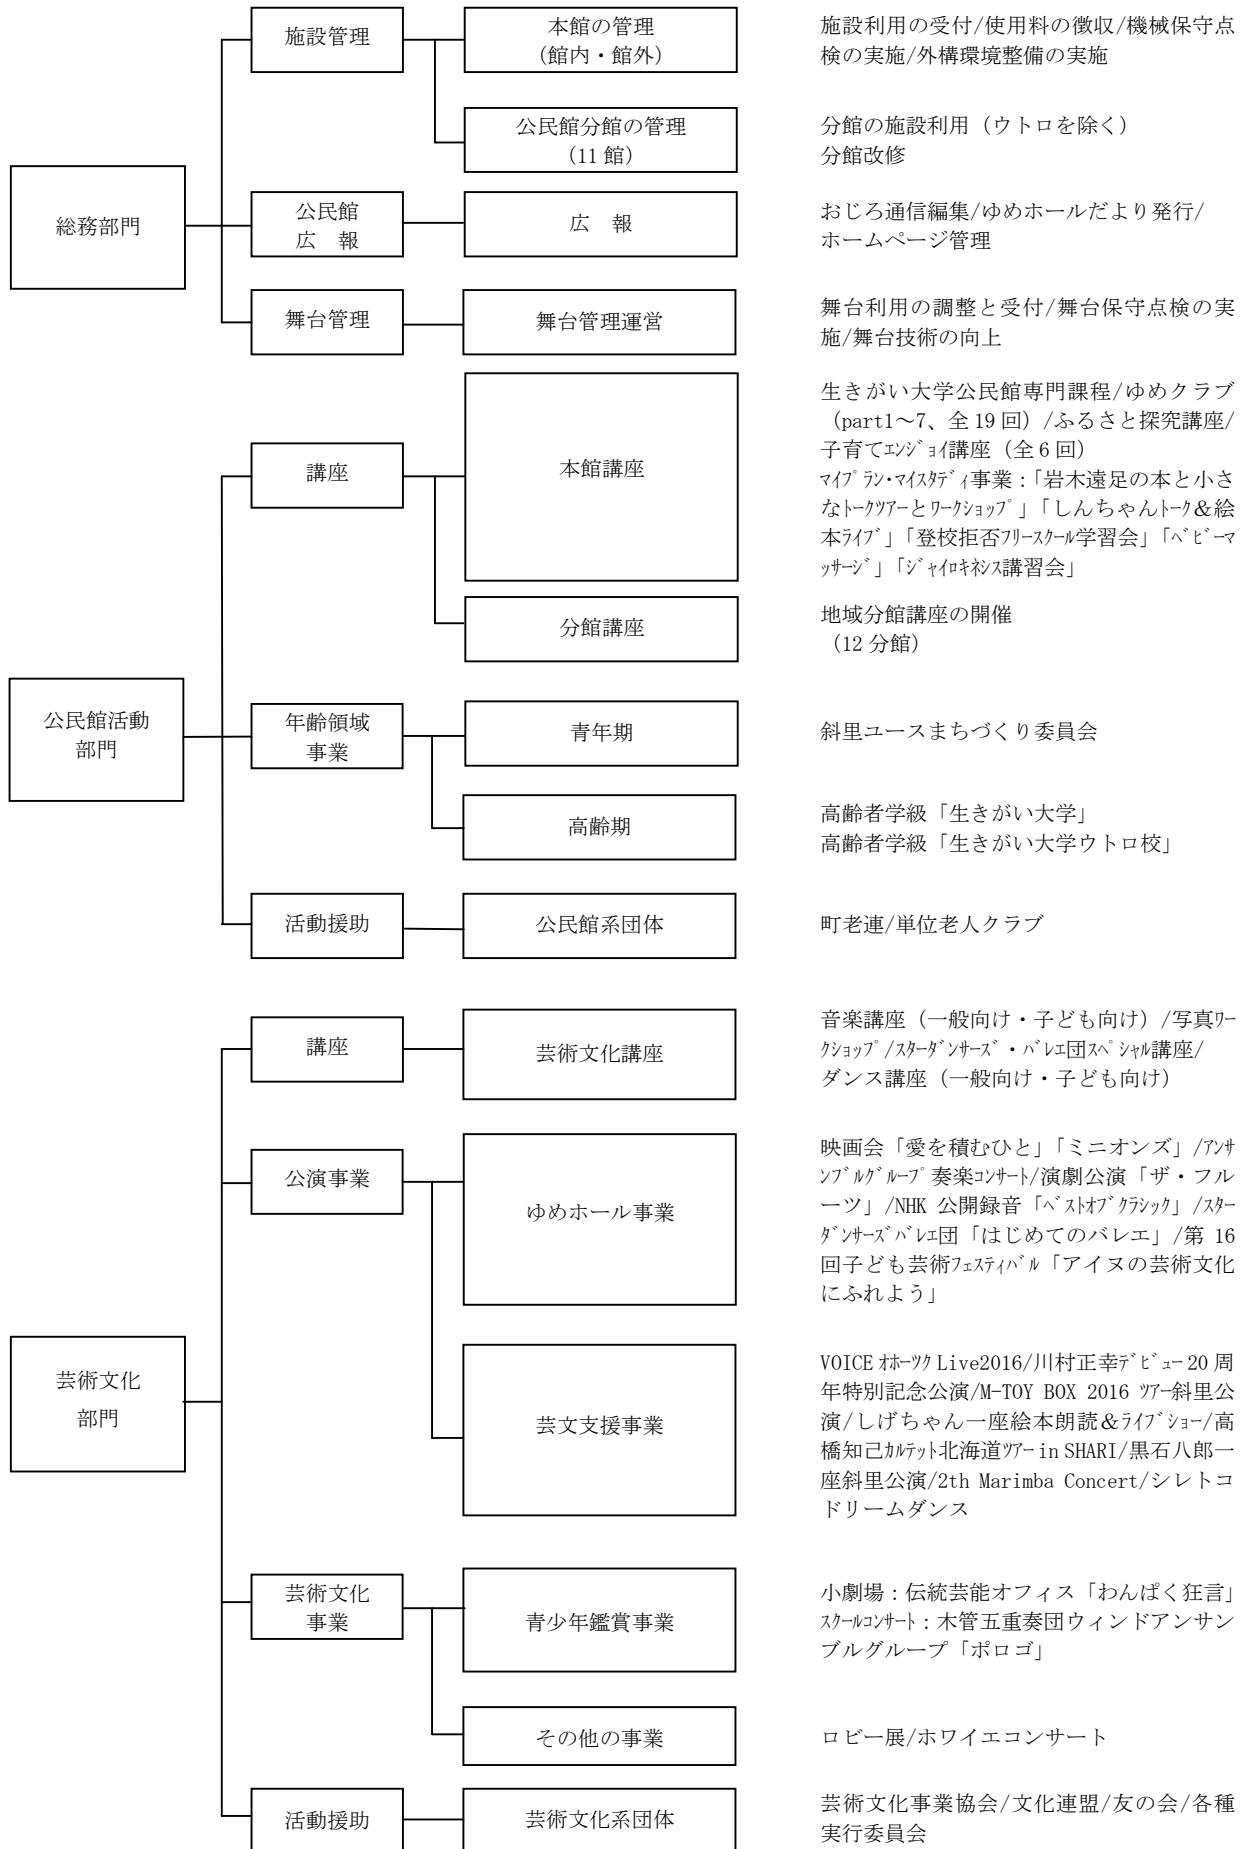 施設管理
本館の管理
(館内・館外)
施設利用の受付/使用料の徴収/機械保守点
検の実施/外構環境整備の実施
公民館分館の管理
(11館)
分館の施設利用(ウトロを除く)
分館改修
総務部門
公民館
広　報
広　報
おじろ通信編集/ゆめホールだより発行/
ホームページ管理
舞台管理
舞台管理運営
舞台利用の調整と受付/舞台保守点検の実
施/舞台技術の向上
講座
本館講座
生きがい大学公民館専門課程/ゆめクラブ
(part1～7、全19回)/ふるさと探究講座/
子育てｴﾝｼﾞｮｲ講座(全6回)
ﾏｲﾌﾟﾗﾝ・ﾏｲｽﾀﾃﾞｨ事業：「岩木遠足の本と小さ
なﾄｰｸﾂｱｰとﾜｰｸｼｮｯﾌﾟ」「しんちゃんﾄｰｸ＆絵
本ﾗｲﾌﾞ」「登校拒否ﾌﾘｰｽｸｰﾙ学習会」「ﾍﾞﾋﾞｰﾏ
ｯｻｰｼﾞ」「ｼﾞｬｲﾛｷﾈｼｽ講習会」
分館講座
地域分館講座の開催
(12分館)
公民館活動
部門
年齢領域
事業
青年期
斜里ユースまちづくり委員会
高齢期
高齢者学級「生きがい大学」
高齢者学級「生きがい大学ウトロ校」
活動援助
公民館系団体
町老連/単位老人クラブ
講座
芸術文化講座
音楽講座(一般向け・子ども向け)/写真ﾜｰ
ｸｼｮｯﾌﾟ/ｽﾀｰﾀﾞﾝｻｰｽﾞ・ﾊﾞﾚｴ団ｽﾍﾟｼｬﾙ講座/
ダンス講座(一般向け・子ども向け)
公演事業
ゆめホール事業
映画会「愛を積むひと」「ミニオンズ」/ｱﾝｻ
ﾝﾌﾞﾙｸﾞﾙｰﾌﾟ奏楽ｺﾝｻｰﾄ/演劇公演「ザ・フル
ーツ」/NHK 公開録音「ﾍﾞｽﾄｵﾌﾞｸﾗｼｯｸ」/ｽﾀｰ
ﾀﾞﾝｻｰｽﾞﾊﾞﾚｴ団「はじめてのバレエ」/第 16
回子ども芸術ﾌｪｽﾃｨﾊﾞﾙ「アイヌの芸術文化
にふれよう」
芸術文化
部門
芸文支援事業
VOICE ｵﾎｰﾂｸ Live2016/川村正幸ﾃﾞﾋﾞｭｰ20周
年特別記念公演/M-TOY BOX 2016 ﾂｱｰ斜里公
演/しげちゃん一座絵本朗読＆ﾗｲﾌﾞｼｮｰ/高
橋知己ｶﾙﾃｯﾄ北海道ﾂｱｰ in SHARI/黒石八郎一
座斜里公演/2th Marimba Concert/シレトコ
ドリームダンス
芸術文化
事業
青少年鑑賞事業
小劇場：伝統芸能オフィス「わんぱく狂言」
ｽｸｰﾙｺﾝｻｰﾄ：木管五重奏団ウィンドアンサン
ブルグループ「ポロゴ」
その他の事業
ロビー展/ホワイエコンサート
活動援助
芸術文化系団体
芸術文化事業協会/文化連盟/友の会/各種
実行委員会